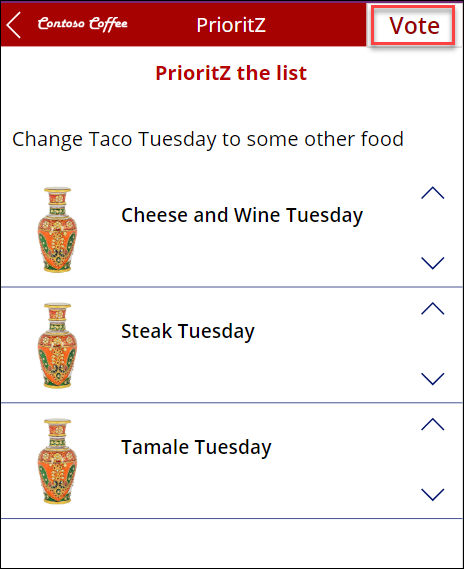 Contoso Coffee PrioritZ Vote
PrioritZ the list
Change Taco Tuesday to some other food
Cheese and Wine Tuesday
Steak Tuesday
Tamale Tuesday